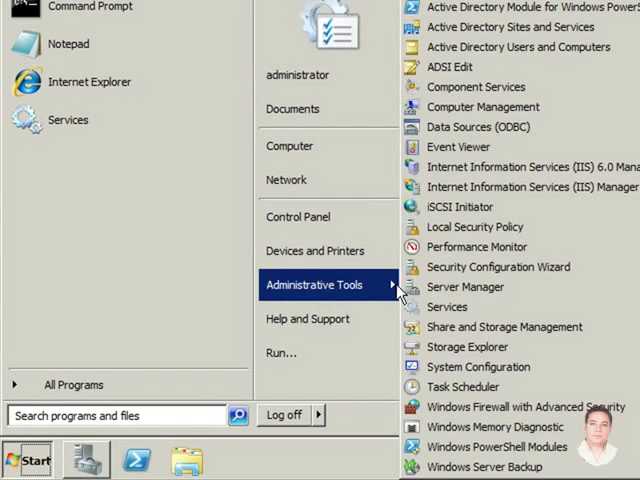 Command Prompt
Notepad
Internet Explorer
Services
All Programs
Search programs and files
Start
administrator
Documents
Computer
Network
Control Panel
Devices and Printers
Administrative Tools
Help and Support
Run...
Log off
Active Directory Module for Windows PowerS
Active Directory Sites and Services
Active Directory Users and Computers
ADSI Edit
Component Services
Computer Management
Data Sources (ODBC)
Event Viewer
Internet Information Services (IIS) 6.0 Mana
Internet Information Services (IIS) Manager
iSCSI Initiator
Local Security Policy
Performance Monitor
Security Configuration Wizard
Server Manager
Services
Share and Storage Management
Storage Explorer
System Configuration
Task Scheduler
Windows Firewall with Advanced Security
Windows Memory Diagnostic
Windows PowerShell Modules
Windows Server Backup